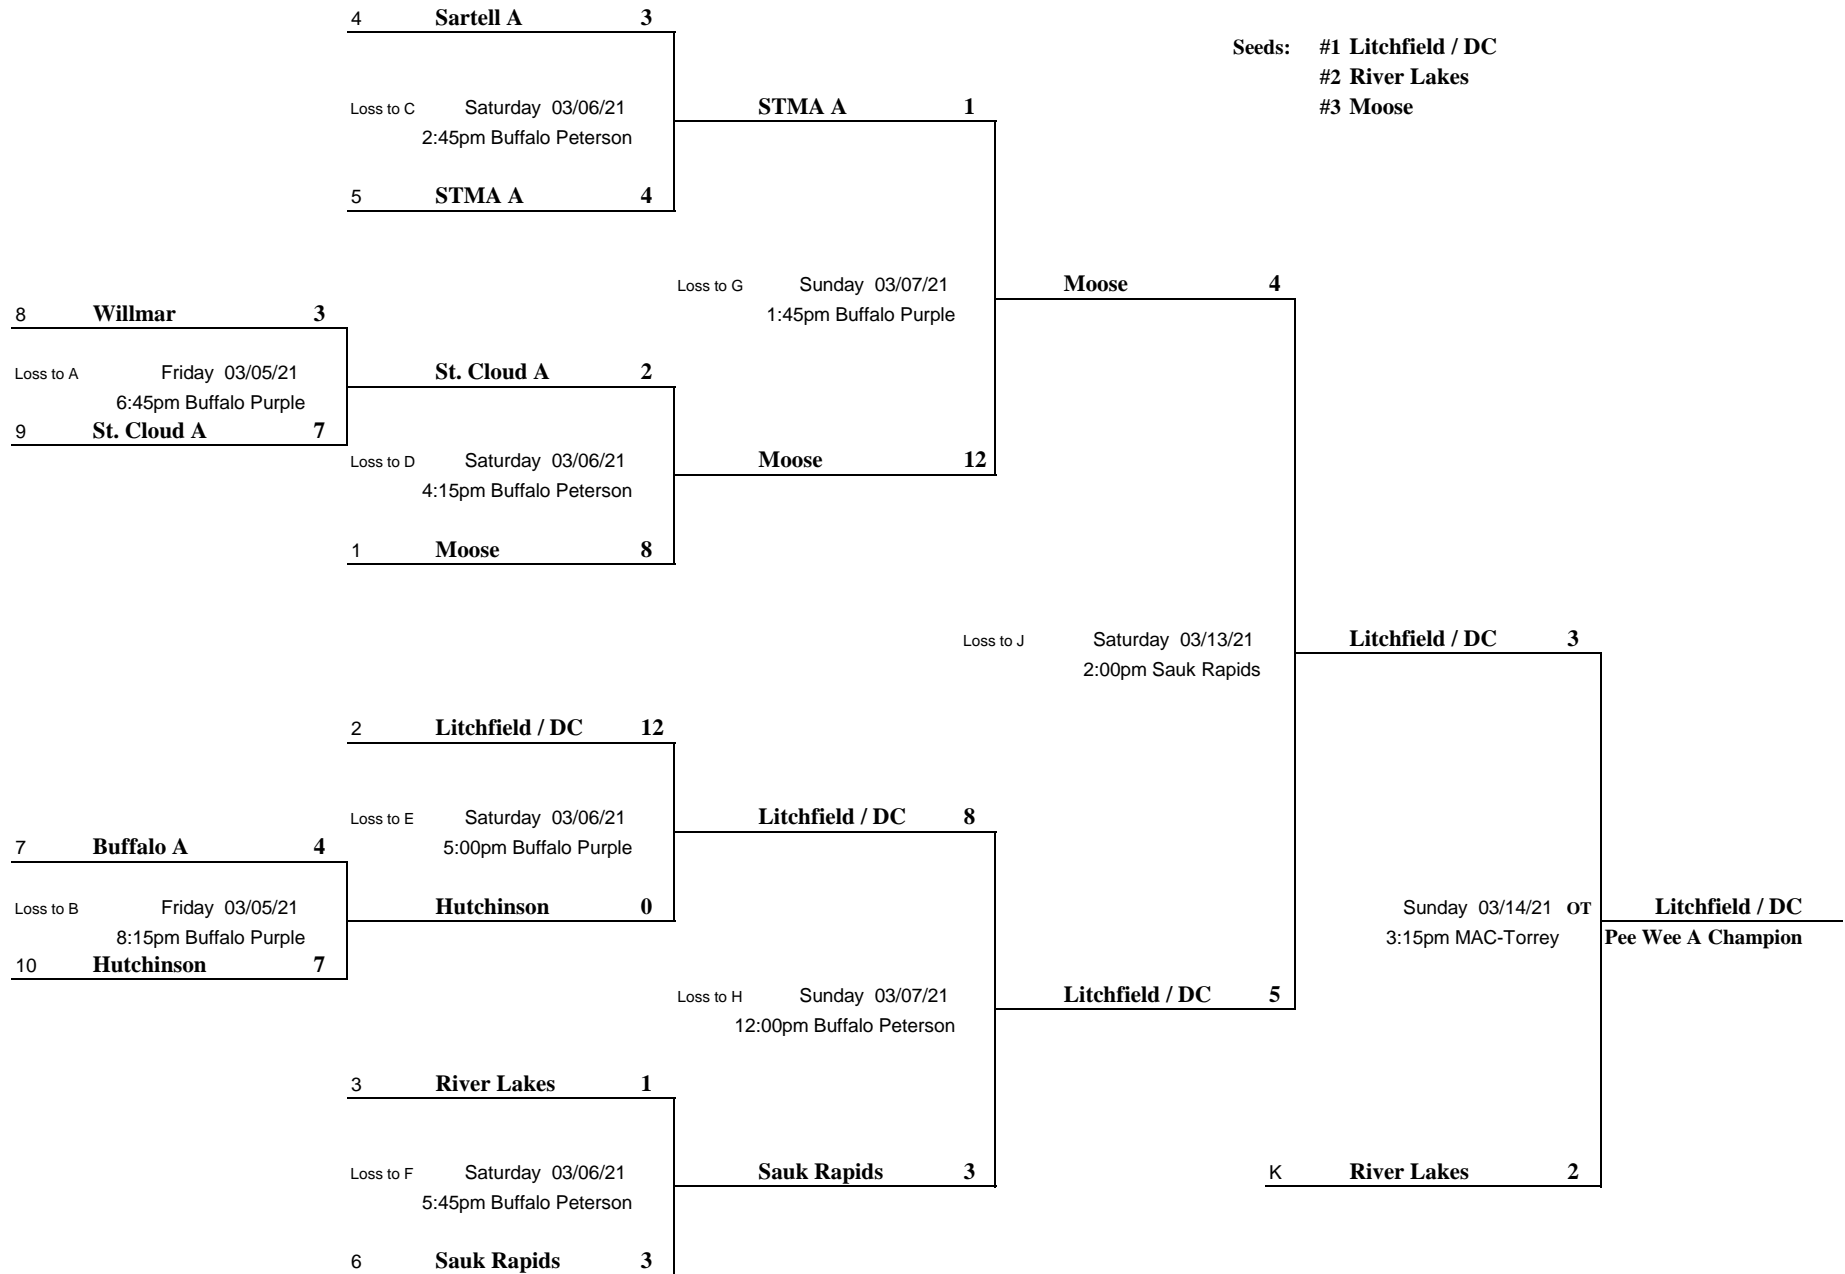 4 Sartell A 3
Seeds: #1 Litchfield / DC
#2 River Lakes
Loss to C Saturday 03/06/21 STMA A 1
#3 Moose
2:45pm Buffalo Peterson
5 STMA A 4
Loss to G Sunday 03/07/21 Moose 4
8 Willmar 3
1:45pm Buffalo Purple
Loss to A Friday 03/05/21 St. Cloud A 2
6:45pm Buffalo Purple
9 St. Cloud A 7
Loss to D Saturday 03/06/21 Moose 12
4:15pm Buffalo Peterson
1 Moose 8
Loss to J Saturday 03/13/21 Litchfield / DC 3
2:00pm Sauk Rapids
2 Litchfield / DC 12
Loss to E Saturday 03/06/21 Litchfield / DC 8
7 Buffalo A 4
5:00pm Buffalo Purple
Loss to B Friday 03/05/21 Hutchinson 0
Sunday 03/14/21 OT Litchfield / DC
8:15pm Buffalo Purple
3:15pm MAC-Torrey Pee Wee A Champion
10 Hutchinson 7
Loss to H Sunday 03/07/21 Litchfield / DC 5
12:00pm Buffalo Peterson
3 River Lakes 1
Loss to F Saturday 03/06/21 Sauk Rapids 3
K River Lakes 2
5:45pm Buffalo Peterson
6 Sauk Rapids 3